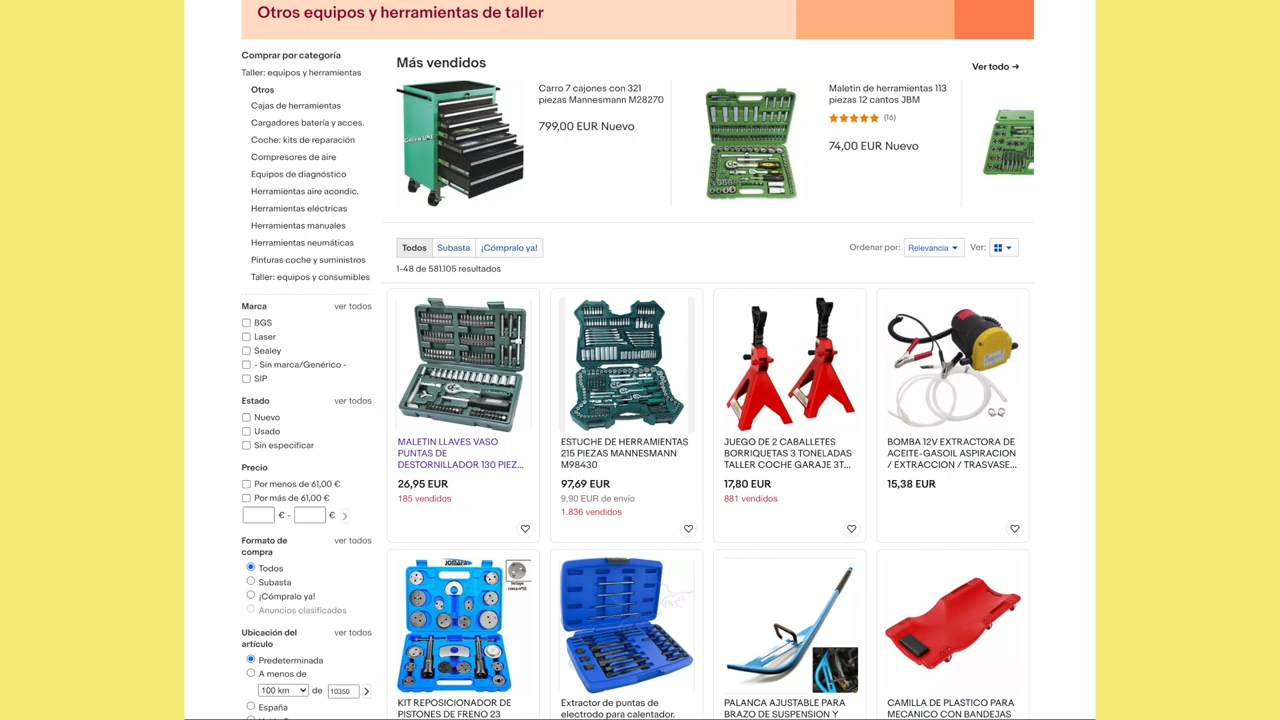 Otros equipos y herramientas de taller
Comprar por categoría
Taller: equipos y herramientas
Otros
Cajas de herramientas
Cargadores batería y acces.
Coche: kits de reparación
Compresores de aire
Equipos de diagnóstico
Herramientas aire acondic.
Herramientas eléctricas
Herramientas manuales
Herramientas neumáticas
Pinturas coche y suministros
Taller: equipos y consumibles
Marca ver todos
BGS
Laser
Sealey
- Sin marca/Genérico -
SIP
Estado ver todos
Nuevo
Usado
Sin especificar
Precio
Por menos de 61,00 €
Por más de 61,00 €
€ - €
Formato de compra ver todos
Todos
Subasta
¡Cómpralo ya!
Anuncios clasificados
Ubicación del artículo ver todos
Predeterminada
A menos de
100 km de 10350
España
Más vendidos
Ver todo →
GREEN LINE
Carro 7 cajones con 321
piezas Mannesmann M28270
799,00 EUR Nuevo
Maletin de herramientas 113
piezas 12 cantos JBM
(16)
74,00 EUR Nuevo
Todos Subasta ¡Cómpralo ya!
Ordenar por: Relevancia Ver:
1-48 de 581.105 resultados
MALETIN LLAVES VASO
PUNTAS DE
DESTORNILLADOR 130 PIEZ...
26,95 EUR
185 vendidos
ESTUCHE DE HERRAMIENTAS
215 PIEZAS MANNESMANN
M98430
97,69 EUR
9,90 EUR de envío
1.836 vendidos
JUEGO DE 2 CABALLETES
BORRIQUETAS 3 TONELADAS
TALLER COCHE GARAJE 3T...
17,80 EUR
881 vendidos
BOMBA 12V EXTRACTORA DE
ACEITE-GASOIL ASPIRACION
/ EXTRACCION / TRASVASE...
15,38 EUR
JOMAFA
Incluye
rosca nº10
KIT REPOSICIONADOR DE
PISTONES DE FRENO 23
Extractor de puntas de
electrodo para calentador.
PALANCA AJUSTABLE PARA
BRAZO DE SUSPENSION Y
CAMILLA DE PLASTICO PARA
MECANICO CON BANDEJAS